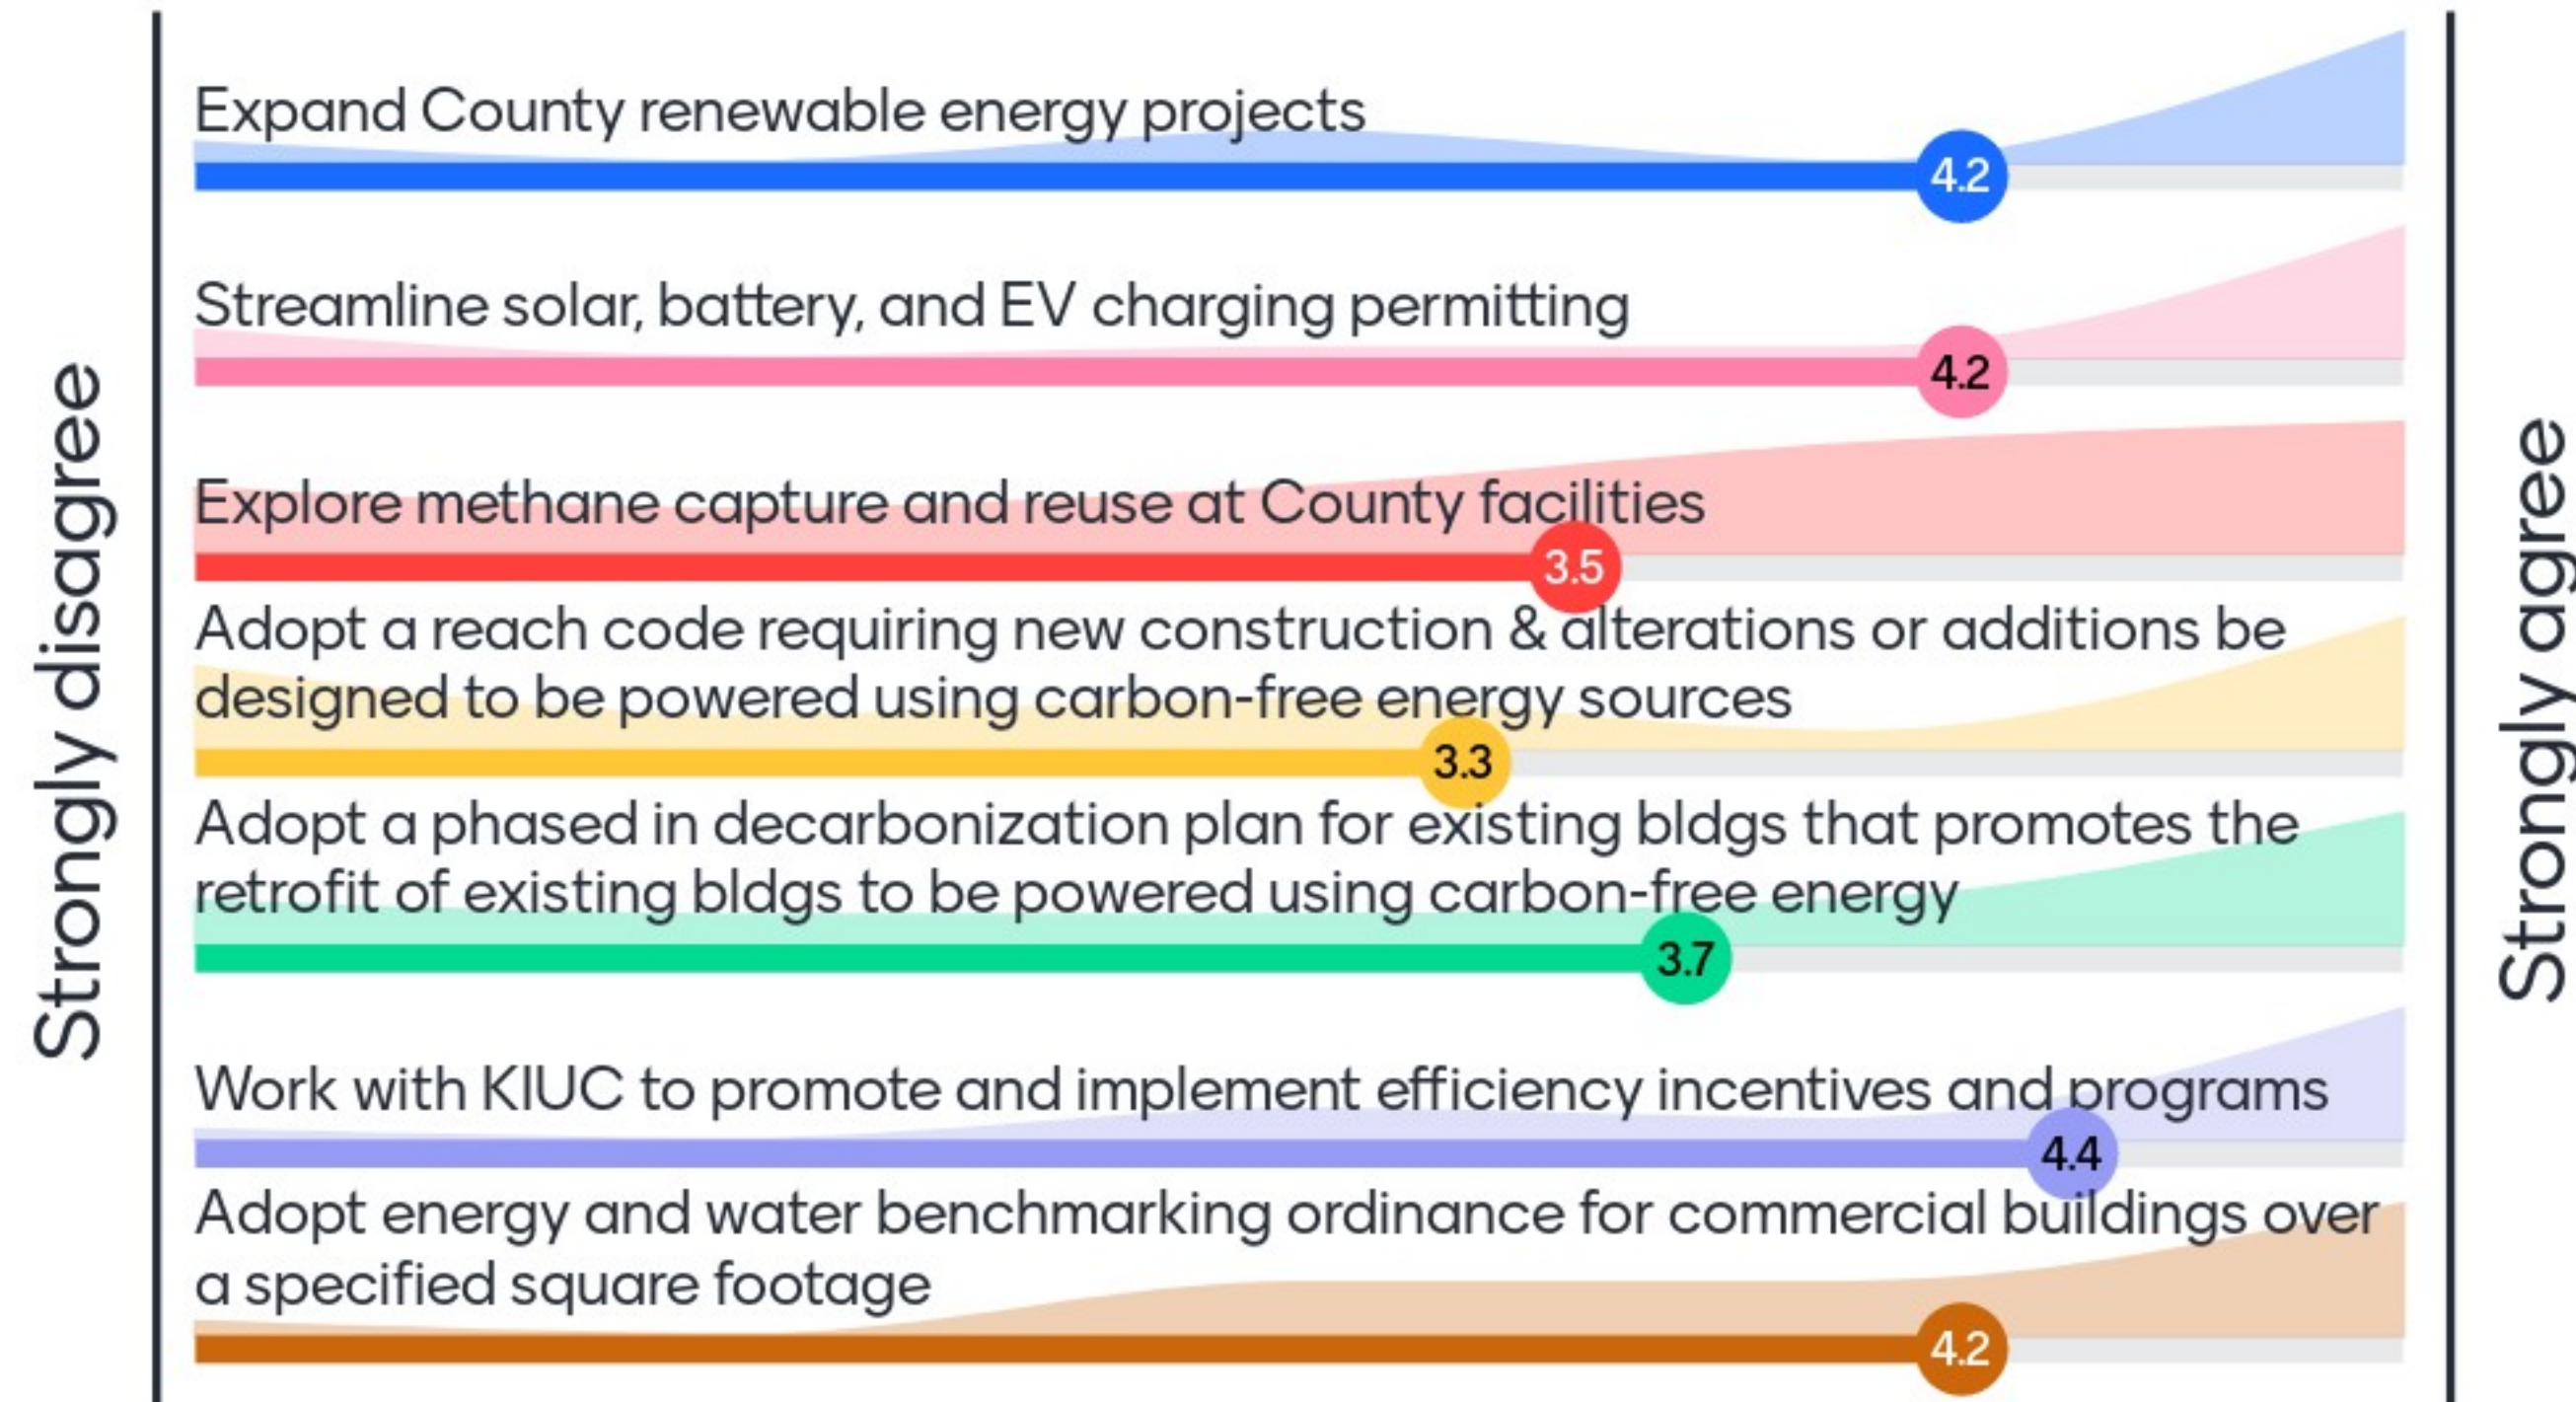 Strongly disagree
Expand County renewable energy projects
4.2
Streamline solar, battery, and EV charging permitting
4.2
Explore methane capture and reuse at County facilities
3.5
Adopt a reach code requiring new construction & alterations or additions be
designed to be powered using carbon-free energy sources
3.3
Adopt a phased in decarbonization plan for existing bldgs that promotes the
retrofit of existing bldgs to be powered using carbon-free energy
3.7
Work with KIUC to promote and implement efficiency incentives and programs
4.4
Adopt energy and water benchmarking ordinance for commercial buildings over
a specified square footage
4.2
Strongly agree